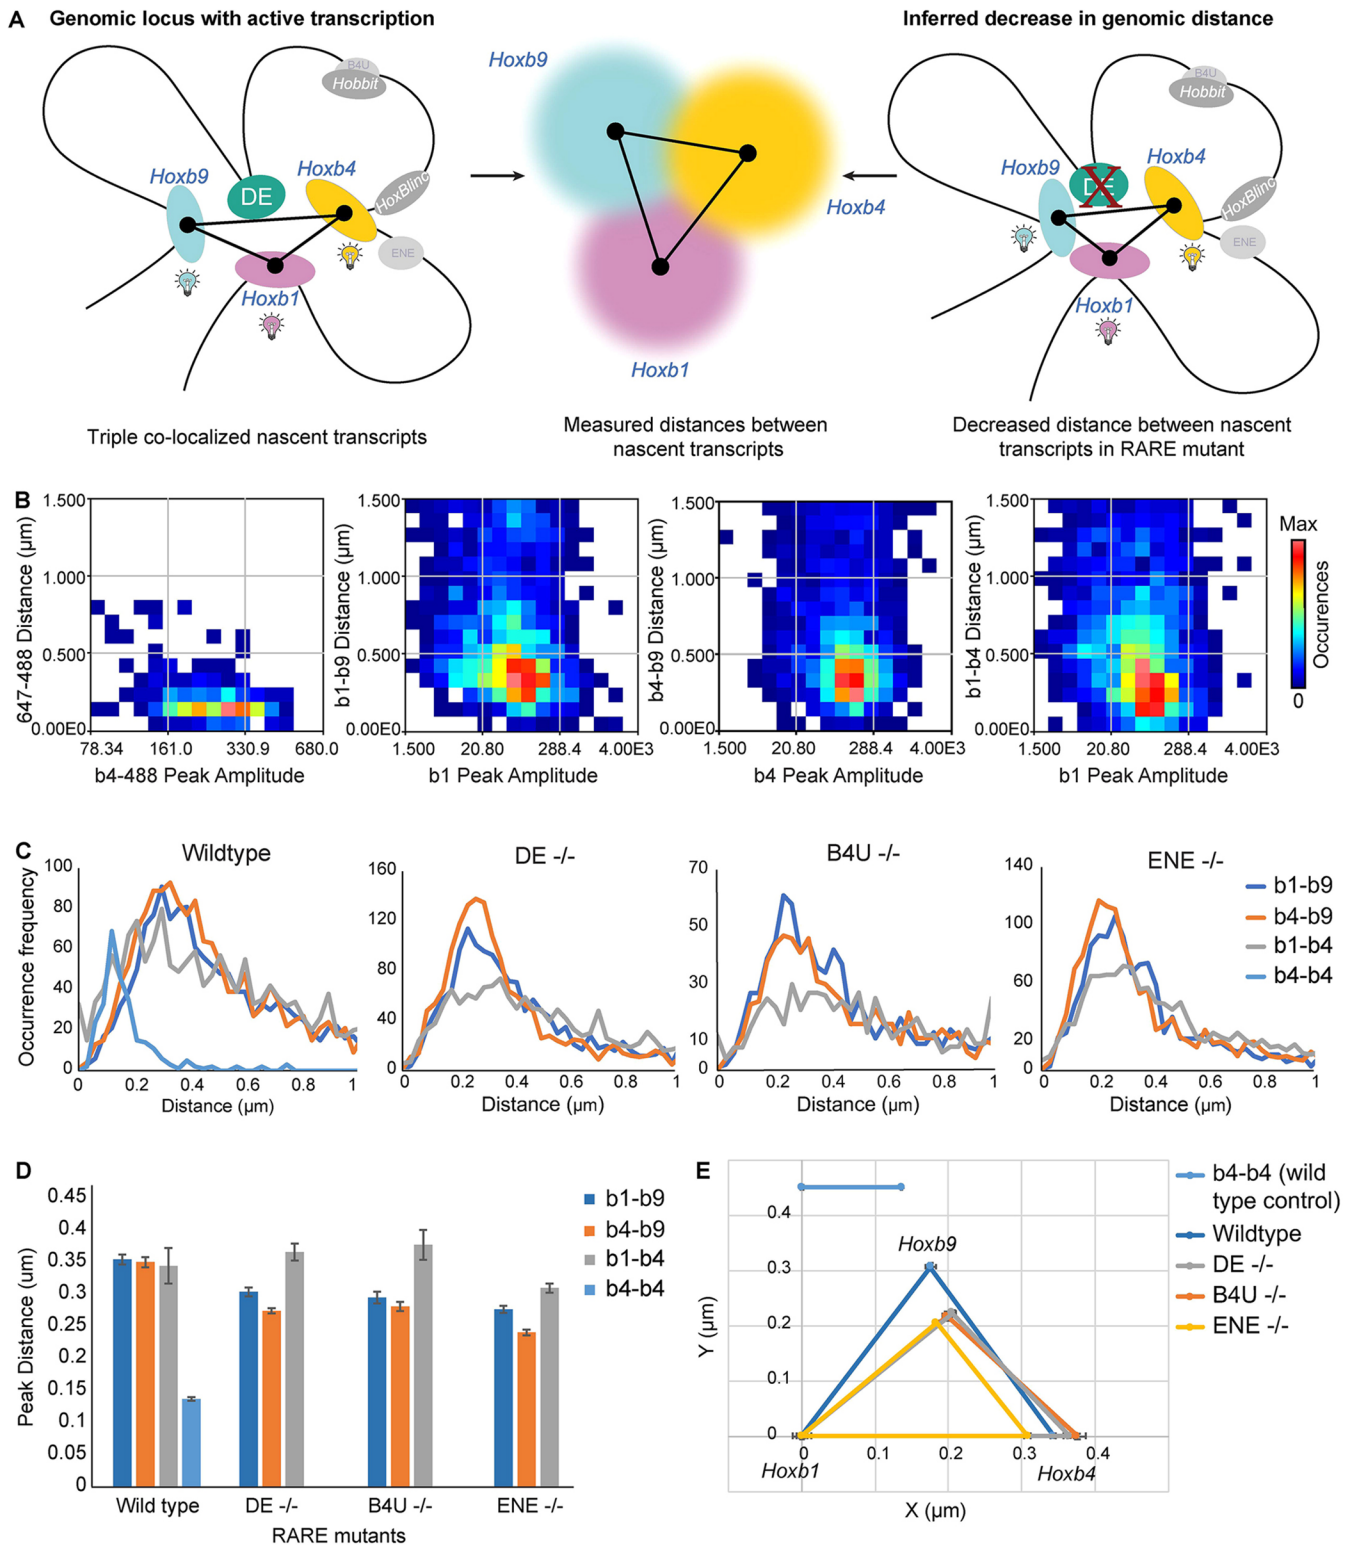 A
Genomic locus with active transcription
Inferred decrease in genomic distance
B4U
Hobbit
Hoxb9
DE
Hoxb4
HoxBlinc
ENE
Hoxb1
Hoxb9
Hoxb4
Hoxb1
B4U
Hobbit
Hoxb9
DE
X
Hoxb4
HoxBlinc
ENE
Hoxb1
Triple co-localized nascent transcripts
Measured distances between
nascent transcripts
Decreased distance between nascent
transcripts in RARE mutant
B
647-488 Distance (µm)
1.500
1.000
0.500
0.00E0
78.34 161.0 330.9 680.0
b4-488 Peak Amplitude
b1-b9 Distance (µm)
1.500
1.000
0.500
0.00E0
1.500 20.80 288.4 4.00E3
b1 Peak Amplitude
b4-b9 Distance (µm)
1.500
1.000
0.500
0.00E0
1.500 20.80 288.4 4.00E3
b4 Peak Amplitude
b1-b4 Distance (µm)
1.500
1.000
0.500
0.00E0
1.500 20.80 288.4 4.00E3
b1 Peak Amplitude
Max
Occurences
0
C
Wildtype
Occurrence frequency
100
80
60
40
20
0
0 0.2 0.4 0.6 0.8 1
Distance (µm)
DE -/-
160
120
80
40
0
0 0.2 0.4 0.6 0.8 1
Distance (µm)
B4U -/-
70
50
30
10
0
0 0.2 0.4 0.6 0.8 1
Distance (µm)
ENE -/-
140
100
60
20
0
0 0.2 0.4 0.6 0.8 1
Distance (µm)
b1-b9
b4-b9
b1-b4
b4-b4
D
Peak Distance (um)
0.45
0.4
0.35
0.3
0.25
0.2
0.15
0.1
0.05
0
Wild type DE -/- B4U -/- ENE -/-
RARE mutants
b1-b9
b4-b9
b1-b4
b4-b4
E
Y (µm)
0.4
0.3
0.2
0.1
0
Hoxb9
0 0.1 0.2 0.3 0.4
Hoxb1
Hoxb4
X (µm)
b4-b4 (wild
type control)
Wildtype
DE -/-
B4U -/-
ENE -/-